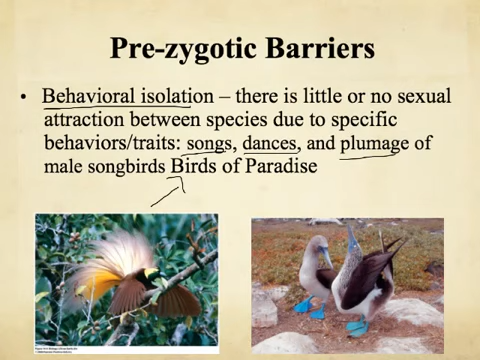 Pre-zygotic Barriers
• Behavioral isolation – there is little or no sexual
attraction between species due to specific
behaviors/traits: songs, dances, and plumage of
male songbirds Birds of Paradise